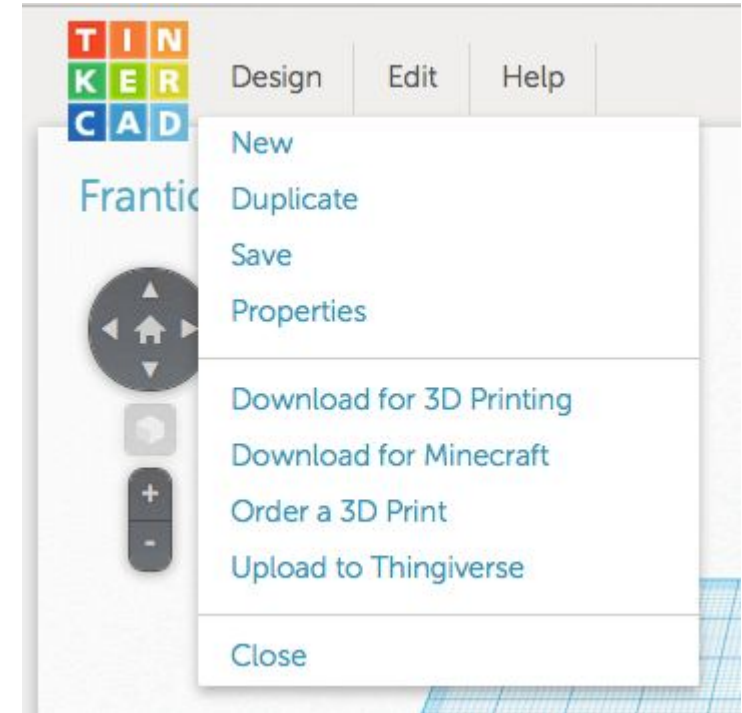 TIN
KER
CAD
Design Edit Help
New
Duplicate
Save
Properties
Download for 3D Printing
Download for Minecraft
Order a 3D Print
Upload to Thingiverse
Close
+
-